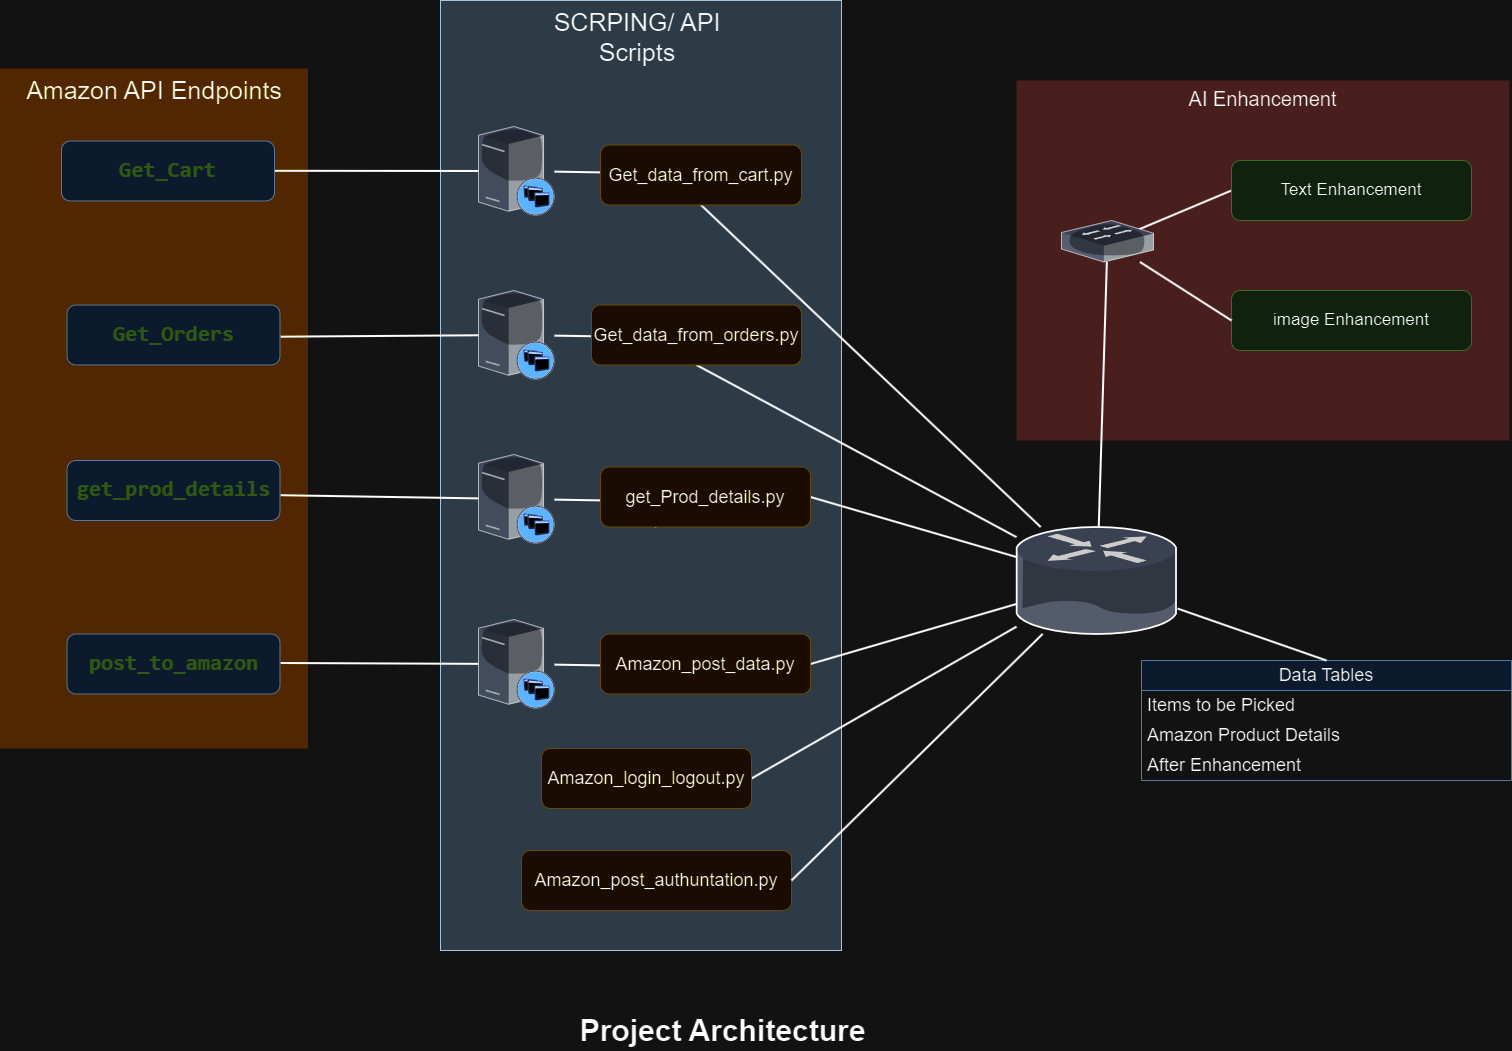 SCRPING/ API
Scripts
Amazon API Endpoints
AI Enhancement
Get_Cart
Get_data_from_cart.py
Text Enhancement
Get_Orders
Get_data_from_orders.py
image Enhancement
get_prod_details
get_Prod_details.py
post_to_amazon
Amazon_post_data.py
Data Tables
Items to be Picked
Amazon Product Details
After Enhancement
Amazon_login_logout.py
Amazon_post_authuntation.py
Project Architecture